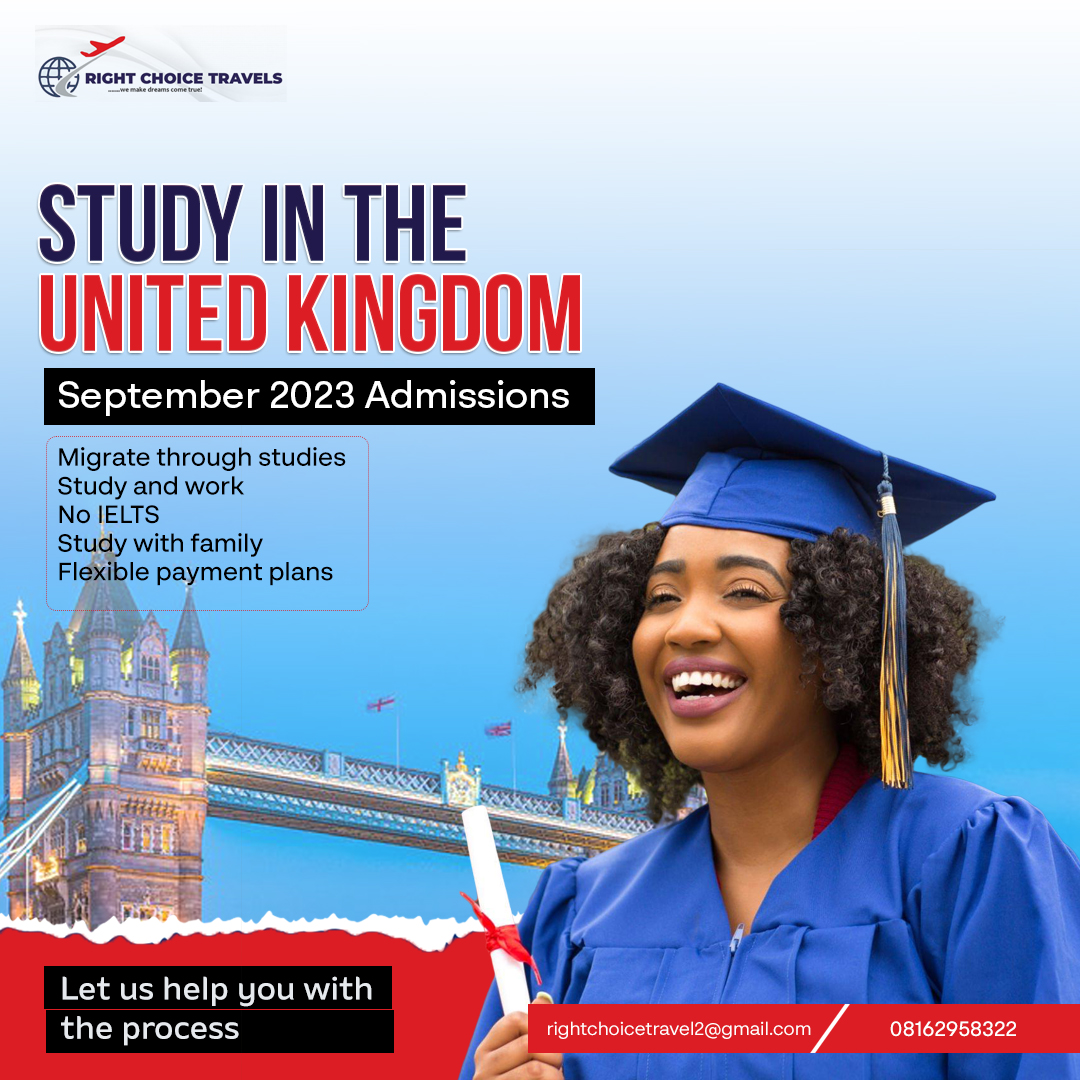 RIGHT CHOICE TRAVELS
......we make dreams come true!
STUDY IN THE
UNITED KINGDOM
September 2023 Admissions
Migrate through studies
Study and work
No IELTS
Study with family
Flexible payment plans
Let us help you with
the process
rightchoicetravel2@gmail.com / 08162958322